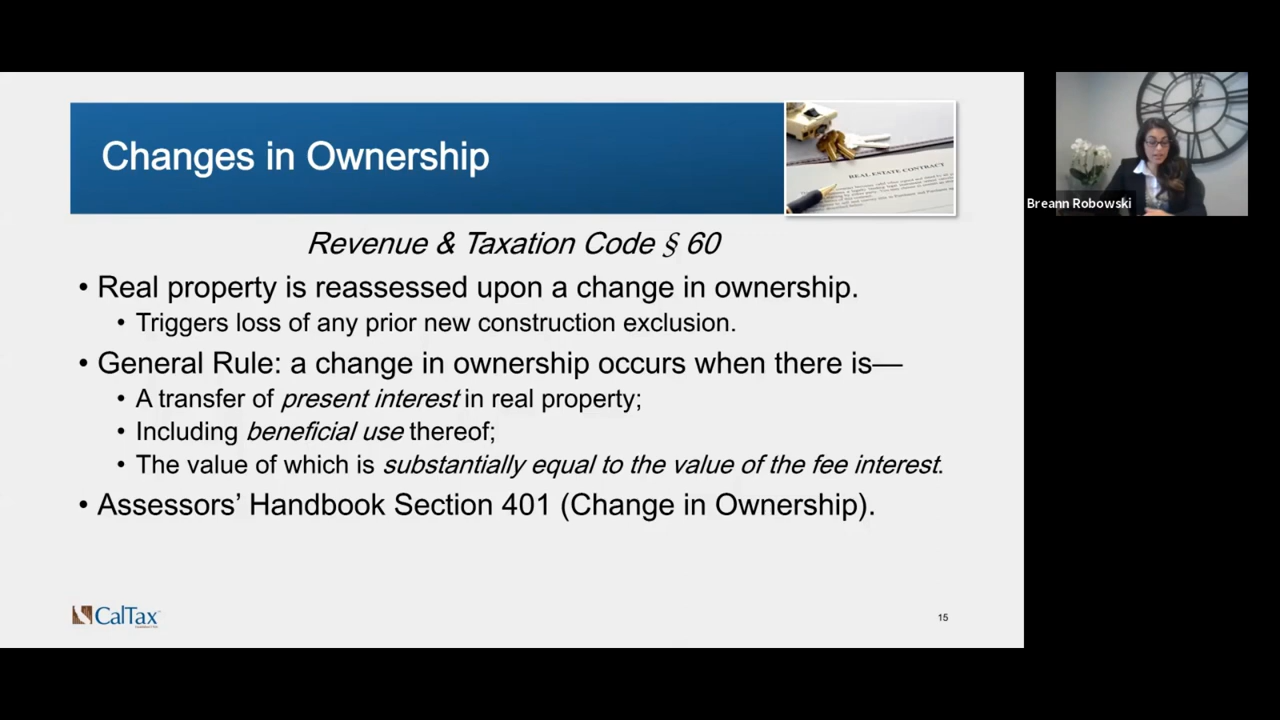 Changes in Ownership
REAL ESTATE CONTRACT
Revenue & Taxation Code § 60
• Real property is reassessed upon a change in ownership.
• Triggers loss of any prior new construction exclusion.
• General Rule: a change in ownership occurs when there is—
• A transfer of present interest in real property;
• Including beneficial use thereof;
• The value of which is substantially equal to the value of the fee interest.
• Assessors’ Handbook Section 401 (Change in Ownership).
CalTax
15
Breann Robowski